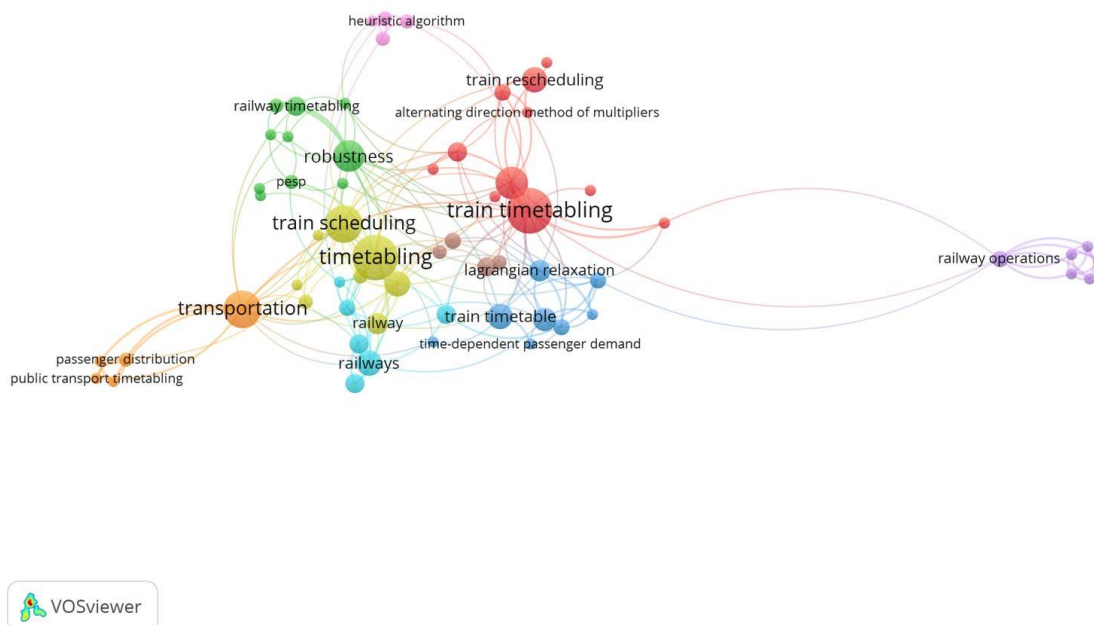 heuristic algorithm
train rescheduling
railway timetabling
alternating direction method of multipliers
robustness
pesp
train timetabling
train scheduling
timetabling
railway operations
lagrangian relaxation
transportation
train timetable
railway
time-dependent passenger demand
passenger distribution
railways
public transport timetabling
VOSviewer